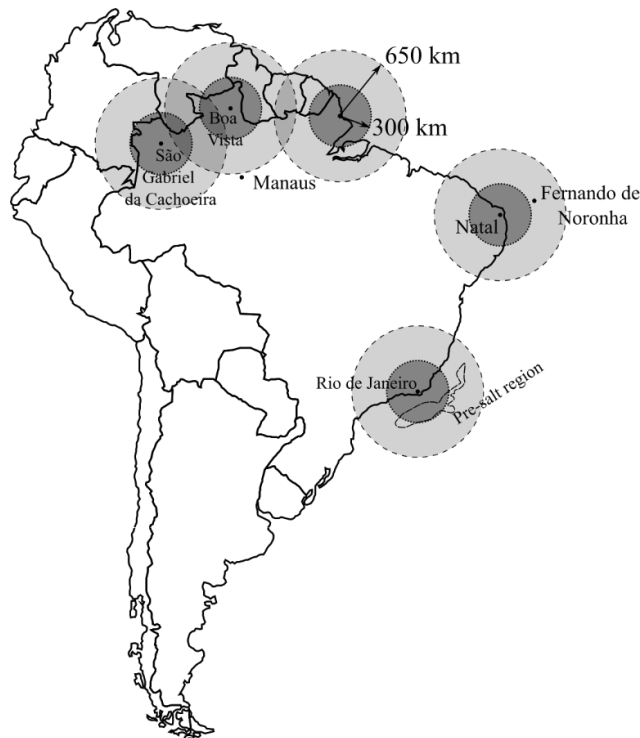 650 km
300 km
Boa
Vista
São
Gabriel
da Cachoeira
Manaus
Fernando de
Noronha
Natal
Rio de Janeiro
Pre-salt region